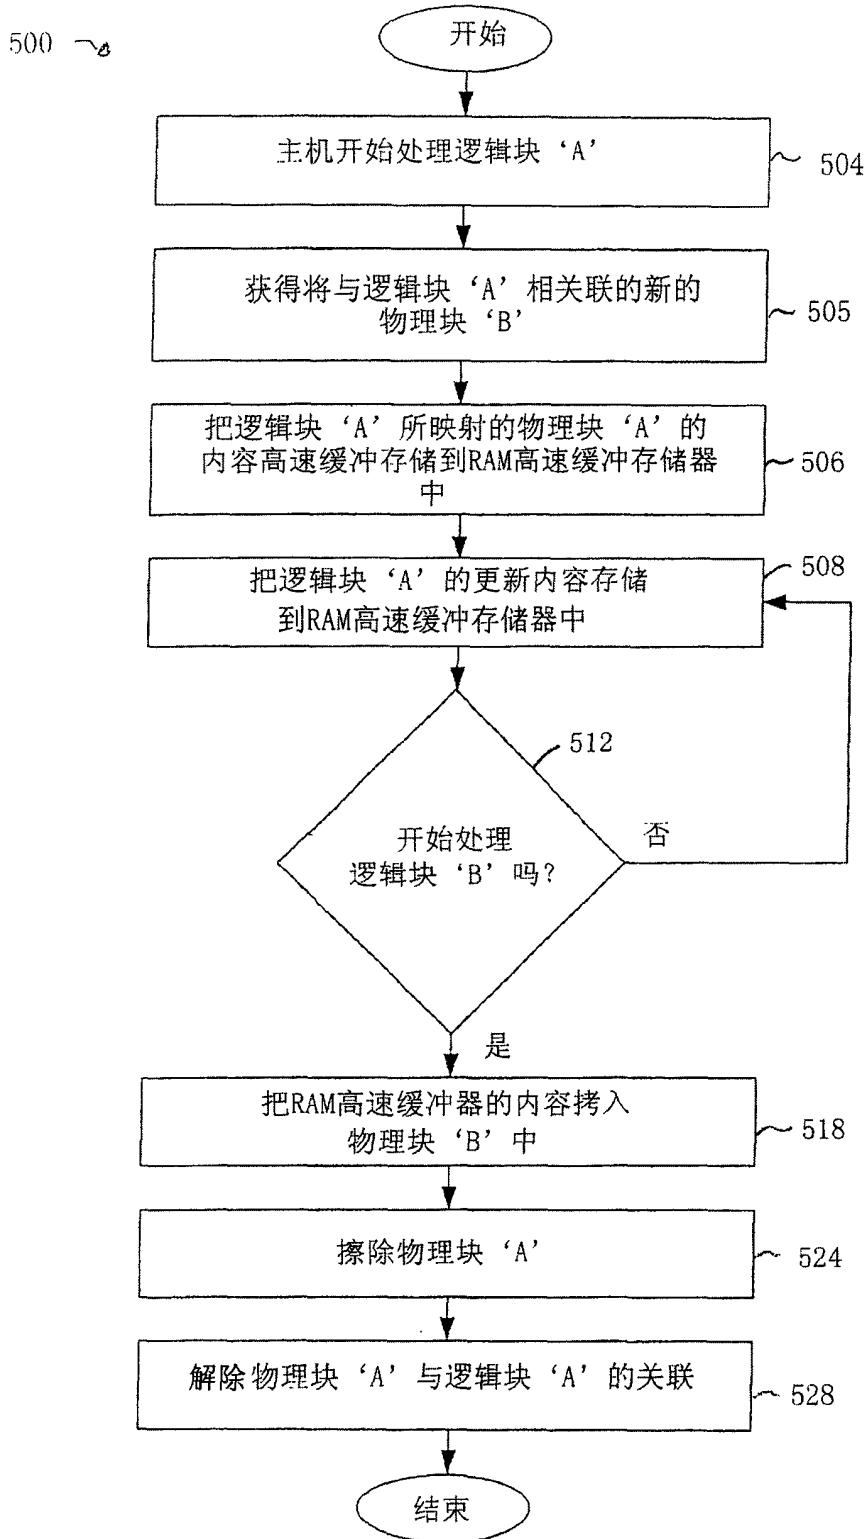 500
开始
主机开始处理逻辑块‘A’
504
获得将与逻辑块‘A’相关联的新的
物理块‘B’
505
把逻辑块‘A’所映射的物理块‘A’的
内容高速缓冲存储到RAM高速缓冲存储器
中
506
把逻辑块‘A’的更新内容存储
到RAM高速缓冲存储器中
508
512
开始处理
逻辑块‘B’吗?
否
是
把RAM高速缓冲器的内容拷入
物理块‘B’中
518
擦除物理块‘A’
524
解除物理块‘A’与逻辑块‘A’的关联
528
结束